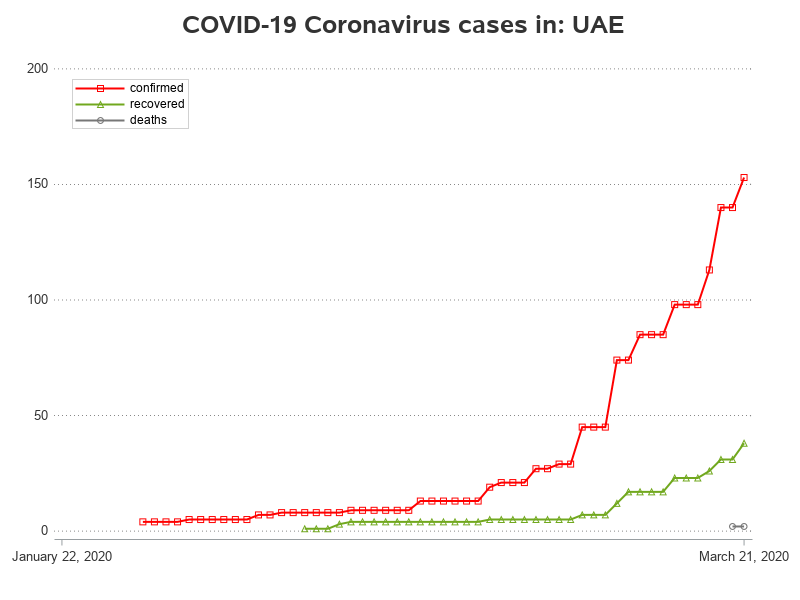 COVID-19 Coronavirus cases in: UAE
200
confirmed
recovered
deaths
150
100
50
0
January 22, 2020
March 21, 2020